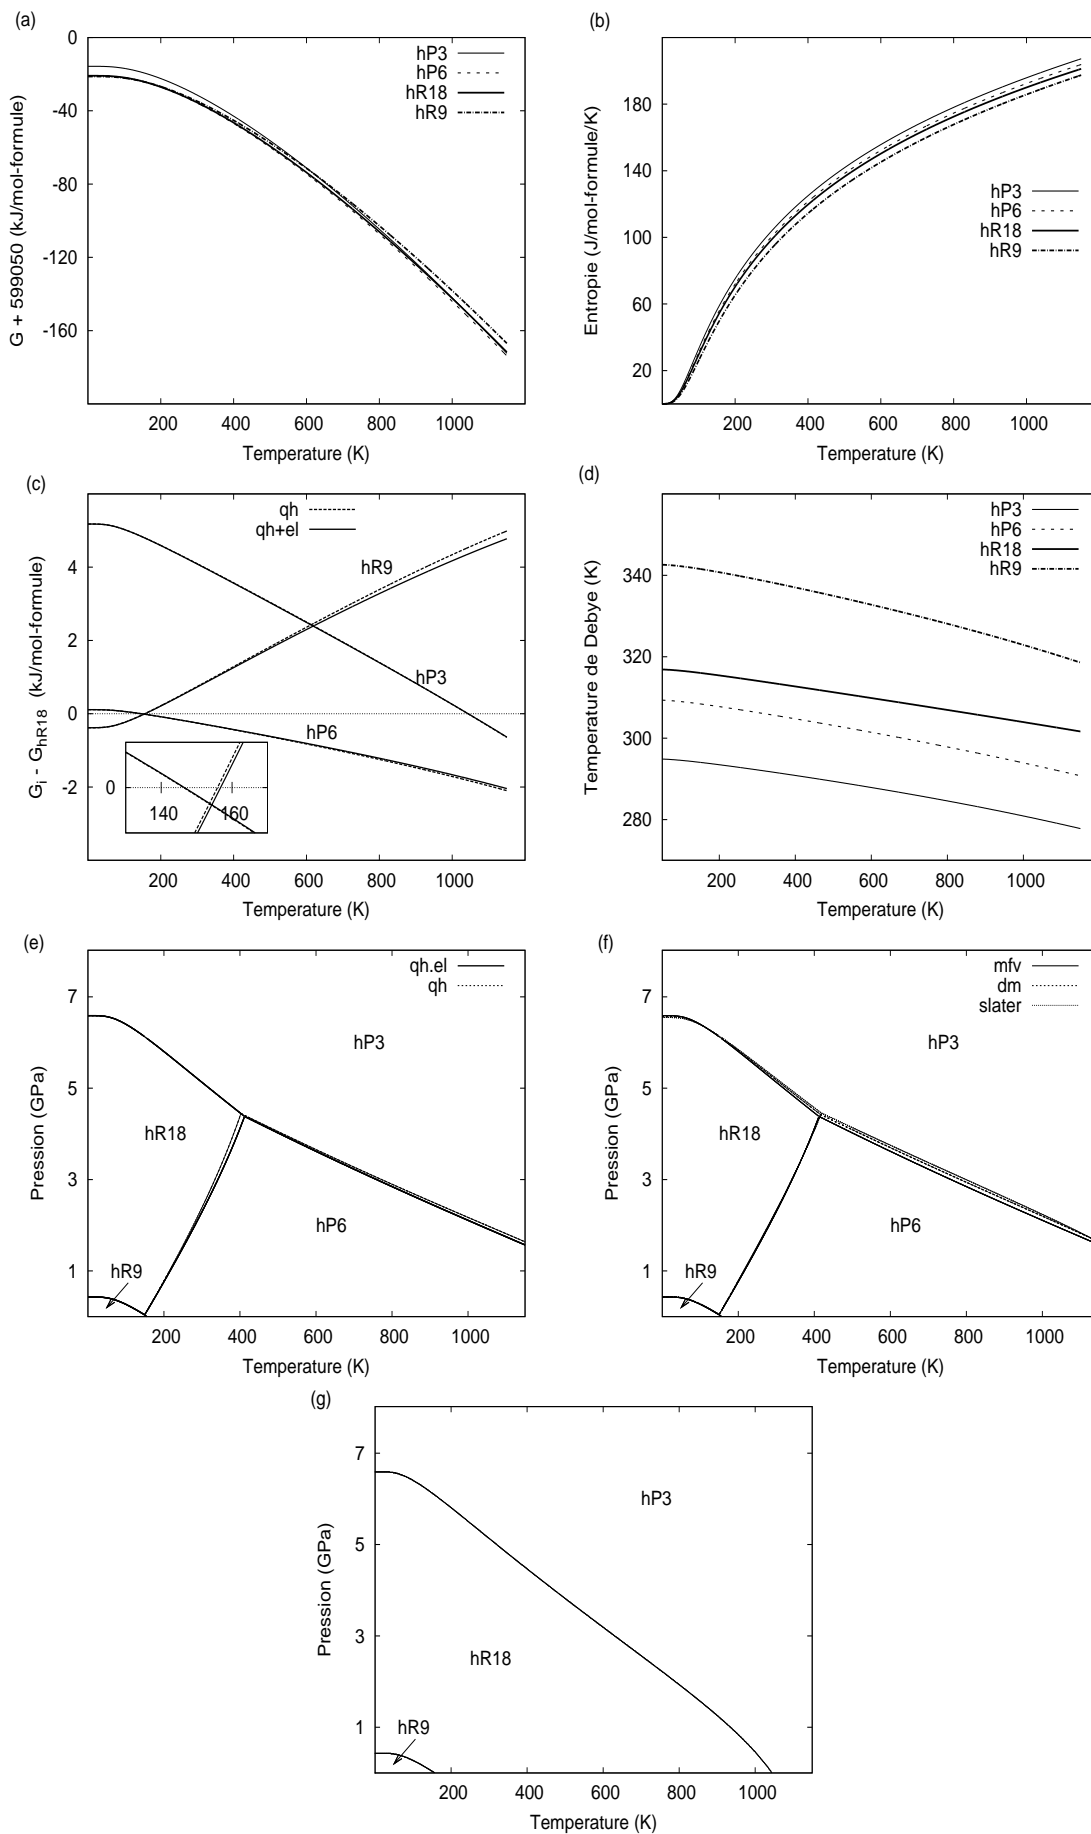 (a)
0
-40
-80
-120
-160
G + 599050 (kJ/mol-formule)
hP3
hP6
hR18
hR9
200 400 600 800 1000
Temperature (K)
(b)
180
140
100
60
20
Entropie (J/mol-formule/K)
hP3
hP6
hR18
hR9
200 400 600 800 1000
Temperature (K)
(c)
4
2
0
-2
G_i - G_hR18 (kJ/mol-formule)
qh
qh+el
hR9
hP3
hP6
0
140 160
200 400 600 800 1000
Temperature (K)
(d)
340
320
300
280
Temperature de Debye (K)
hP3
hP6
hR18
hR9
200 400 600 800 1000
Temperature (K)
(e)
7
5
3
1
Pression (GPa)
qh.el
qh
hP3
hR18
hP6
hR9
200 400 600 800 1000
Temperature (K)
(f)
7
5
3
1
Pression (GPa)
mfv
dm
slater
hP3
hR18
hP6
hR9
200 400 600 800 1000
Temperature (K)
(g)
7
5
3
1
Pression (GPa)
hP3
hR18
hR9
200 400 600 800 1000
Temperature (K)